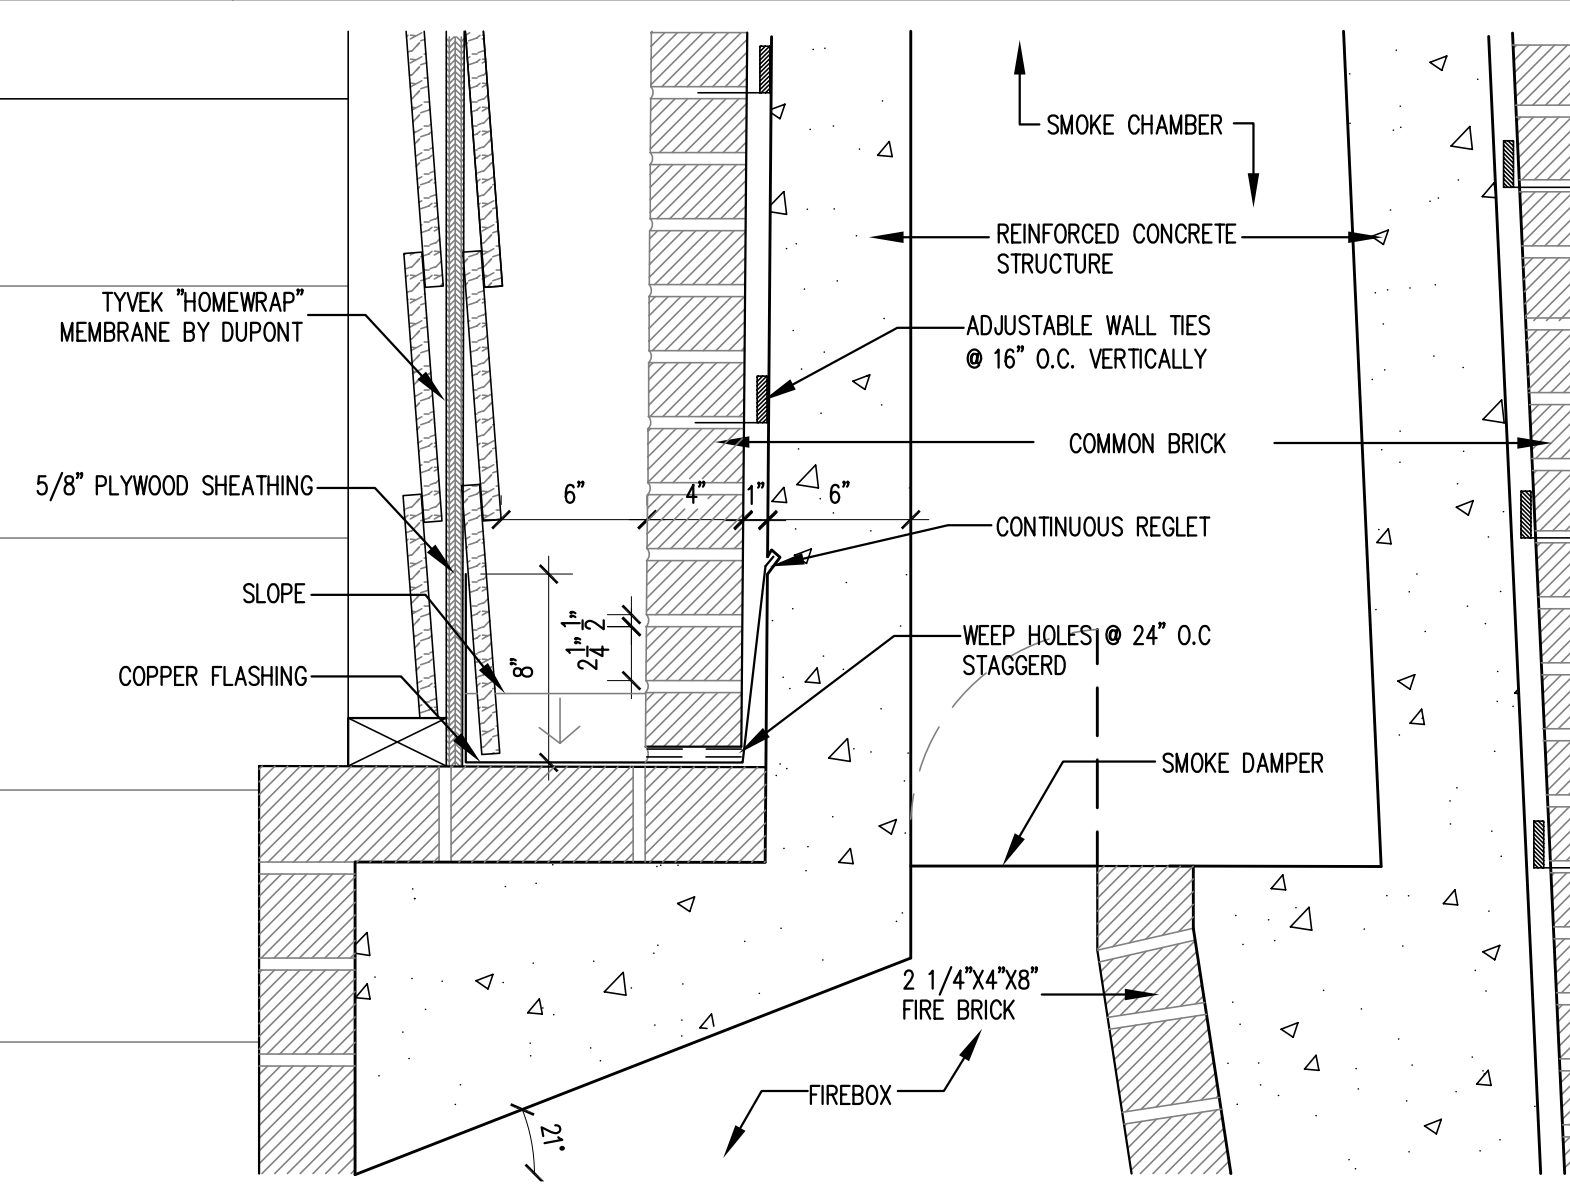 SMOKE CHAMBER
REINFORCED CONCRETE
STRUCTURE
TYVEK "HOMEWRAP"
MEMBRANE BY DUPONT
ADJUSTABLE WALL TIES
@ 16" O.C. VERTICALLY
COMMON BRICK
5/8" PLYWOOD SHEATHING
6"
4"
1"
6"
CONTINUOUS REGLET
SLOPE
1"
2
2 1"
4
8"
WEEP HOLES @ 24" O.C
STAGGERD
COPPER FLASHING
SMOKE DAMPER
2 1/4"X4"X8"
FIRE BRICK
FIREBOX
21°